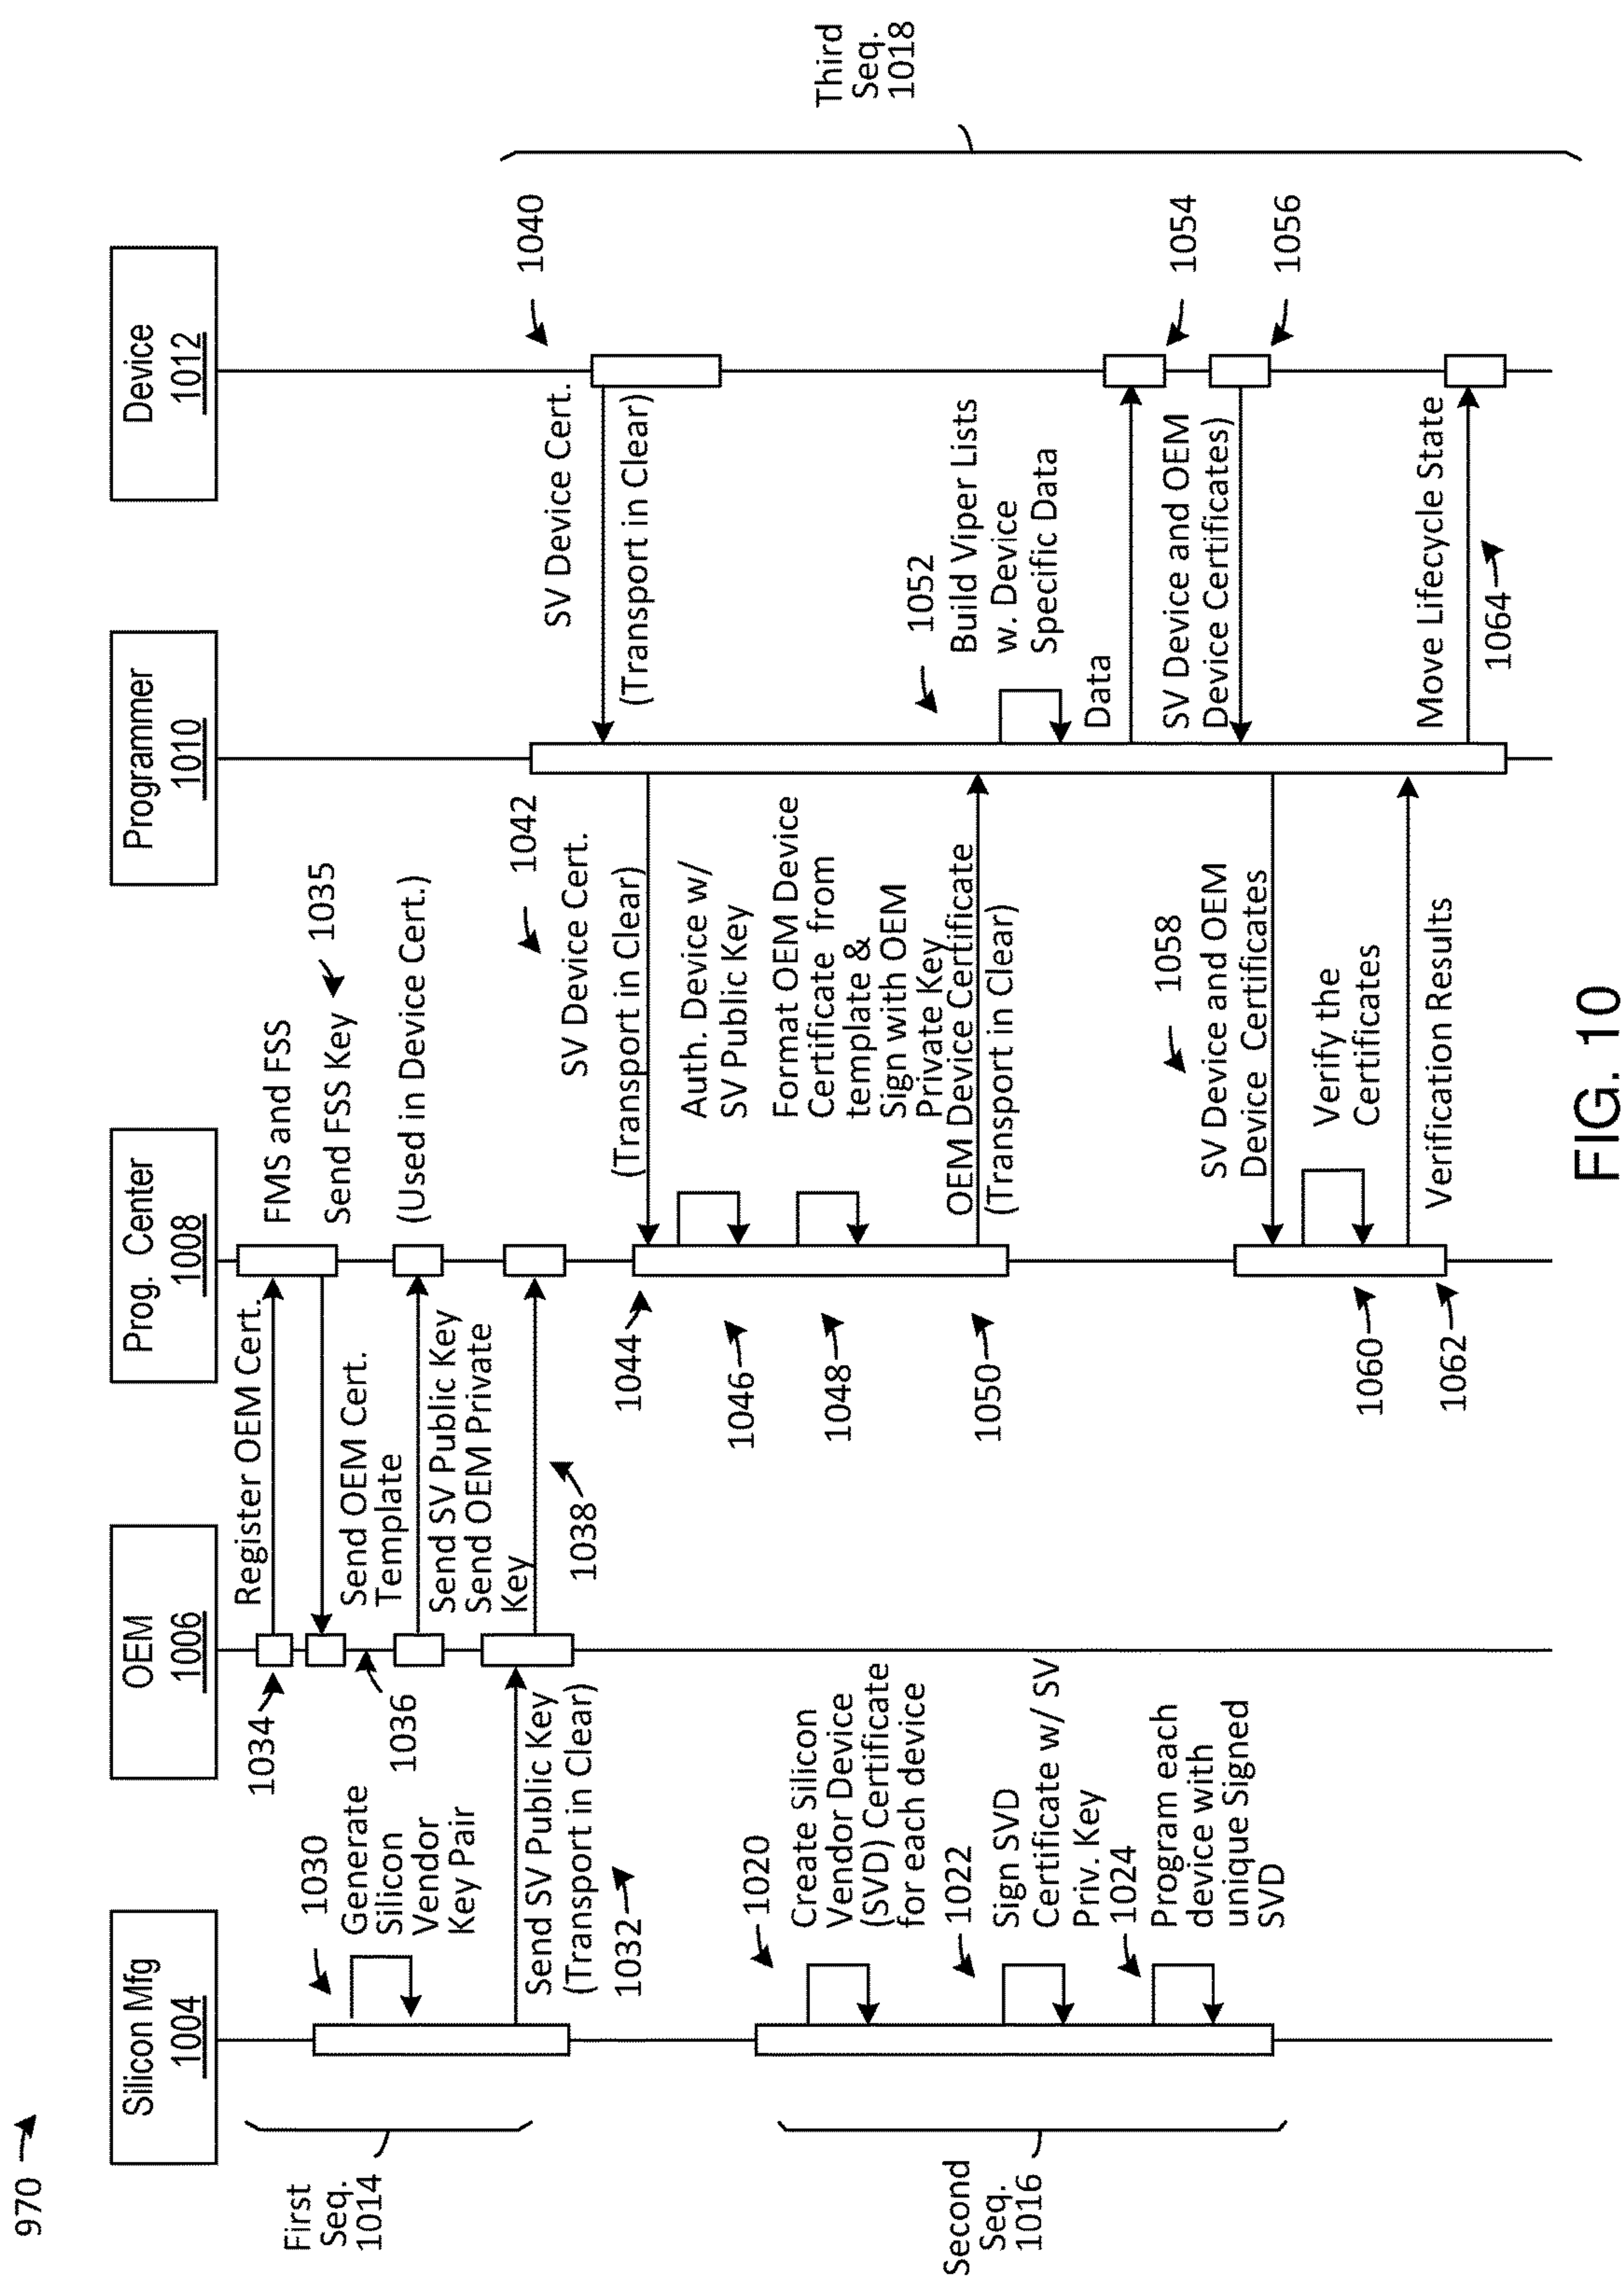 970
Silicon Mfg
1004
OEM
1006
Prog. Center
1008
Programmer
1010
Device
1012
First
Seq.
1014
1030
Generate
Silicon
Vendor
Key Pair
Send SV Public Key
(Transport in Clear)
1032
1034
1036
Register OEM Cert.
Send OEM Cert.
Template
Send SV Public Key
Send OEM Private
Key
1038
FMS and FSS
Send FSS Key
1035
(Used in Device Cert.)
Second
Seq.
1016
1020
Create Silicon
Vendor Device
(SVD) Certificate
for each device
1022
Sign SVD
Certificate w/ SV
Priv. Key
1024
Program each
device with
unique Signed
SVD
Third
Seq.
1018
1040
SV Device Cert.
(Transport in Clear)
1042
SV Device Cert.
(Transport in Clear)
1044
Auth. Device w/
SV Public Key
1046
Format OEM Device
Certificate from
template &
Sign with OEM
Private Key
1048
OEM Device Certificate
(Transport in Clear)
1050
1052
Build Viper Lists
w. Device
Specific Data
Data
1054
SV Device and OEM
Device Certificates)
1056
1058
SV Device and OEM
Device Certificates
Verify the
Certificates
1060
Verification Results
1062
Move Lifecycle State
1064
FIG. 10